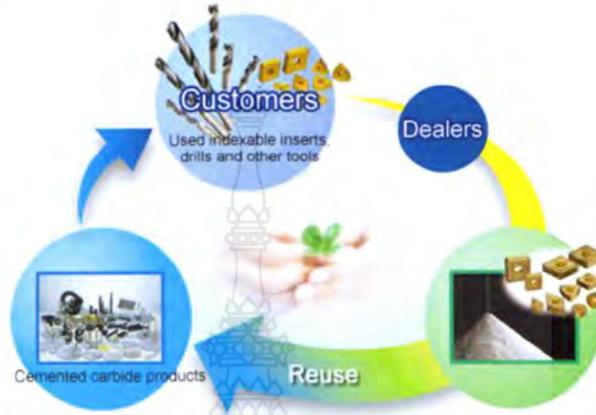 Customers
Used indexable inserts,
drills and other tools
Dealers
Cemented carbide products
Reuse